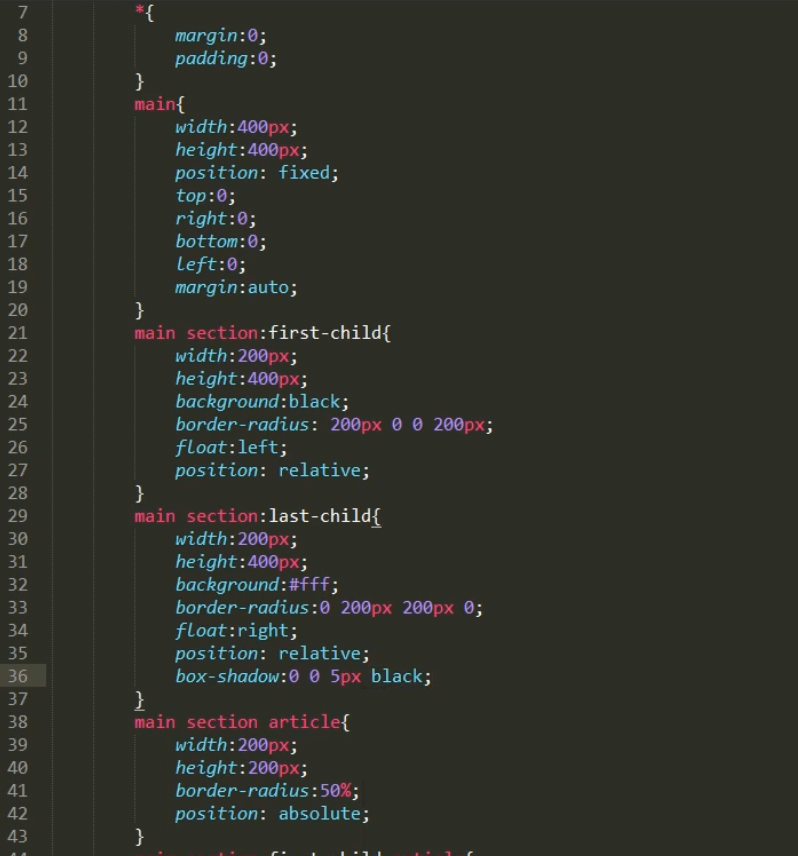 7 *{
8 margin:0;
9 padding:0;
10 }
11 main{
12 width:400px;
13 height:400px;
14 position: fixed;
15 top:0;
16 right:0;
17 bottom:0;
18 left:0;
19 margin:auto;
20 }
21 main section:first-child{
22 width:200px;
23 height:400px;
24 background:black;
25 border-radius: 200px 0 0 200px;
26 float:left;
27 position: relative;
28 }
29 main section:last-child{
30 width:200px;
31 height:400px;
32 background:#fff;
33 border-radius:0 200px 200px 0;
34 float:right;
35 position: relative;
36 box-shadow:0 0 5px black;
37 }
38 main section article{
39 width:200px;
40 height:200px;
41 border-radius:50%;
42 position: absolute;
43 }